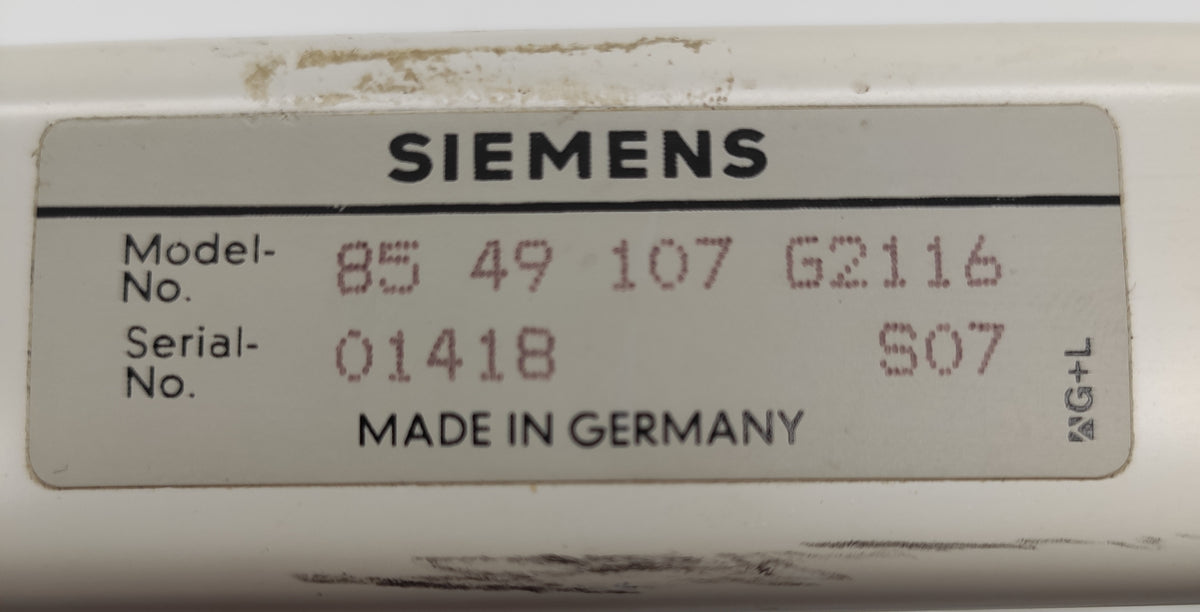 SIEMENS
Model-
No.
85 49 107 G2116
Serial-
No.
01418 S07
MADE IN GERMANY
G+L